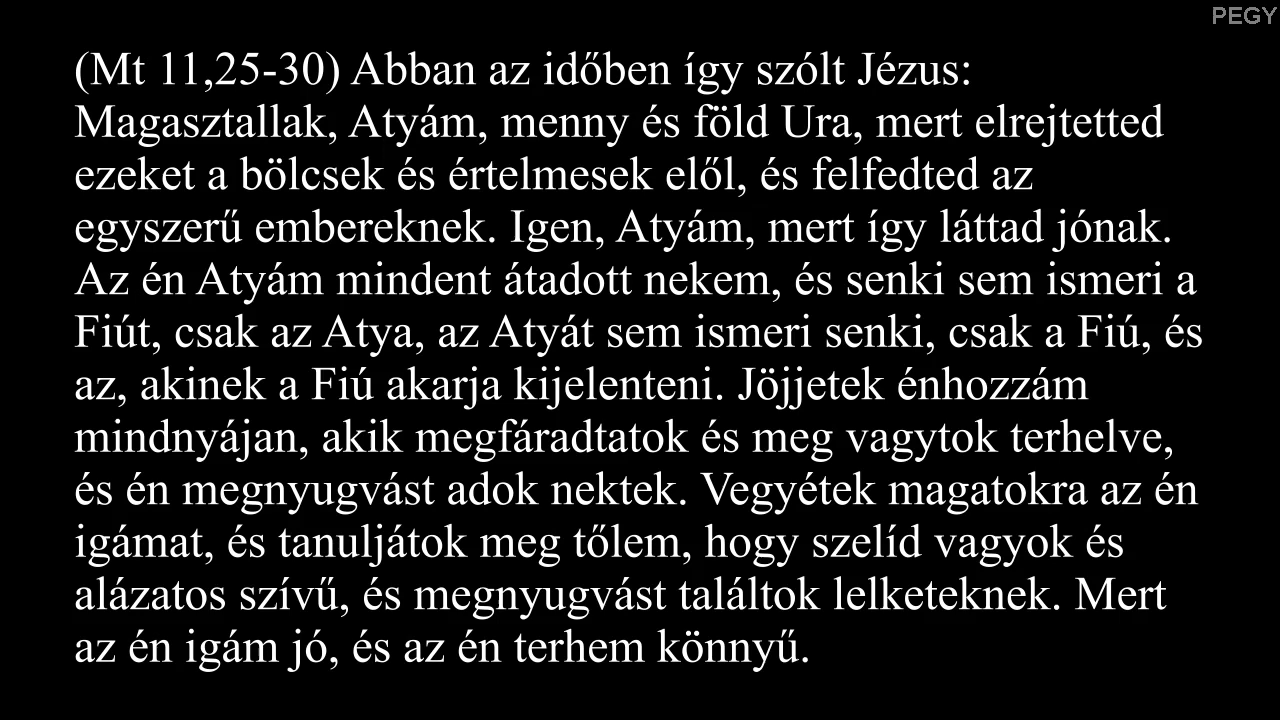 PEGY
(Mt 11,25-30) Abban az időben így szólt Jézus:
Magasztallak, Atyám, menny és föld Ura, mert elrejtetted
ezeket a bölcsek és értelmesek elől, és felfedted az
egyszerű embereknek. Igen, Atyám, mert így láttad jónak.
Az én Atyám mindent átadott nekem, és senki sem ismeri a
Fiút, csak az Atya, az Atyát sem ismeri senki, csak a Fiú, és
az, akinek a Fiú akarja kijelenteni. Jöjjetek énhozzám
mindnyájan, akik megfáradtatok és meg vagytok terhelve,
és én megnyugvást adok nektek. Vegyétek magatokra az én
igámat, és tanuljátok meg tőlem, hogy szelíd vagyok és
alázatos szívű, és megnyugvást találtok lelketeknek. Mert
az én igám jó, és az én terhem könnyű.